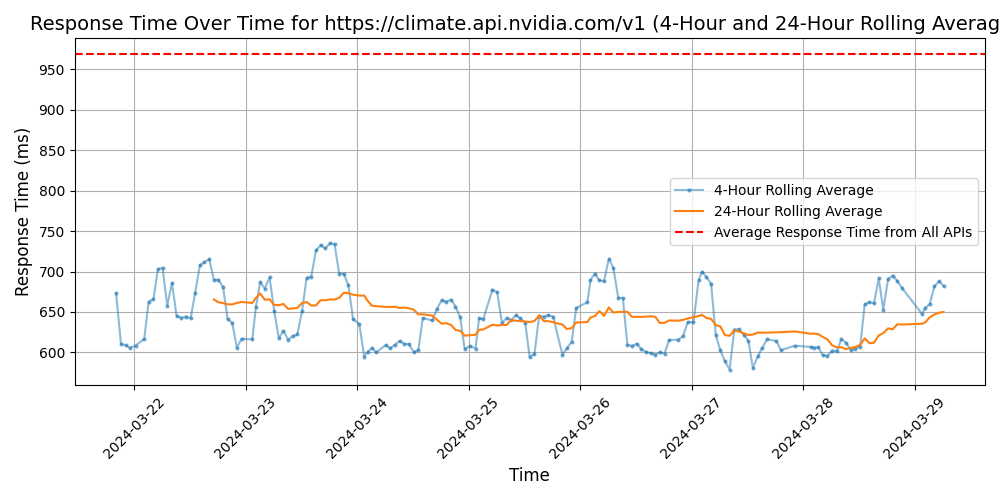 Response Time Over Time for https://climate.api.nvidia.com/v1 (4-Hour and 24-Hour Rolling Averag
Response Time (ms)
950
900
850
800
750
700
650
600
4-Hour Rolling Average
24-Hour Rolling Average
Average Response Time from All APIs
2024-03-22
2024-03-23
2024-03-24
2024-03-25
2024-03-26
2024-03-27
2024-03-28
2024-03-29
Time